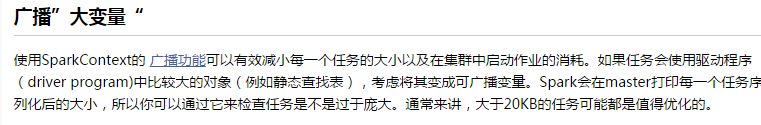 广播”大变量“
使用SparkContext的 广播功能可以有效减小每一个任务的大小以及在集群中启动作业的消耗。如果任务会使用驱动程序
（driver program)中比较大的对象（例如静态查找表），考虑将其变成可广播变量。Spark会在master打印每一个任务序
列化后的大小，所以你可以通过它来检查任务是不是过于庞大。通常来讲，大于20KB的任务可能都是值得优化的。